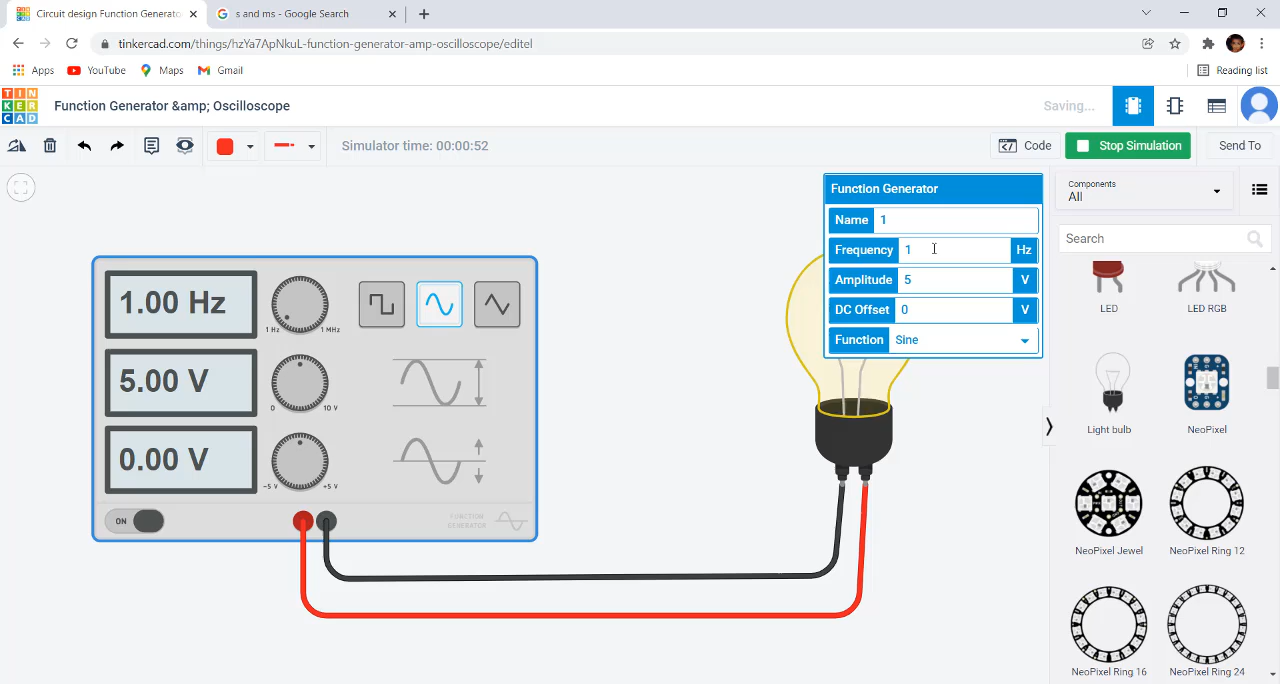 Circuit design Function Generato
s and ms - Google Search
tinkercad.com/things/hzYa7ApNkuL-function-generator-amp-oscilloscope/editel
Apps
YouTube
Maps
Gmail
Reading list
TIN
KER
CAD
Function Generator &amp; Oscilloscope
Saving...
Simulator time: 00:00:52
Code
Stop Simulation
Send To
Function Generator
Name 1
Frequency 1 Hz
Amplitude 5 V
DC Offset 0 V
Function Sine
Components
All
Search
1.00 Hz
1 Hz 1 MHz
5.00 V
0 10 V
0.00 V
-5 V +5 V
ON
FUNCTION
GENERATOR
LED
LED RGB
Light bulb
NeoPixel
NeoPixel Jewel
NeoPixel Ring 12
NeoPixel Ring 16
NeoPixel Ring 24